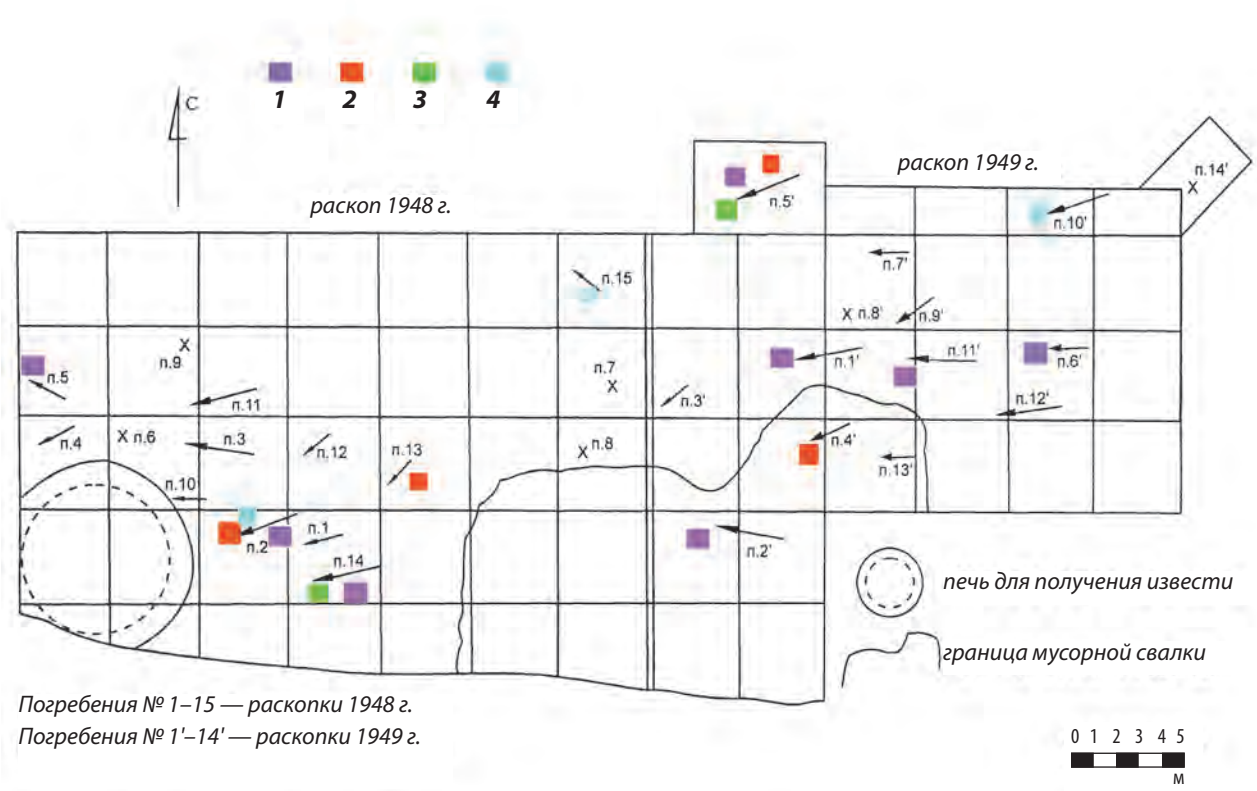 1 2 3 4
С
раскоп 1948 г.
раскоп 1949 г.
п.14'
п.5'
п.10'
п.7'
п.15
п.8'
п.9'
п.9
п.7
п.1'
п.11'
п.6'
п.5
п.11
п.3'
п.12'
п.4
п.6
п.3
п.12
п.13
п.8
п.4'
п.13'
п.10
п.2
п.1
п.14
п.2'
печь для получения извести
граница мусорной свалки
Погребения № 1–15 — раскопки 1948 г.
Погребения № 1'–14' — раскопки 1949 г.
0 1 2 3 4 5
м